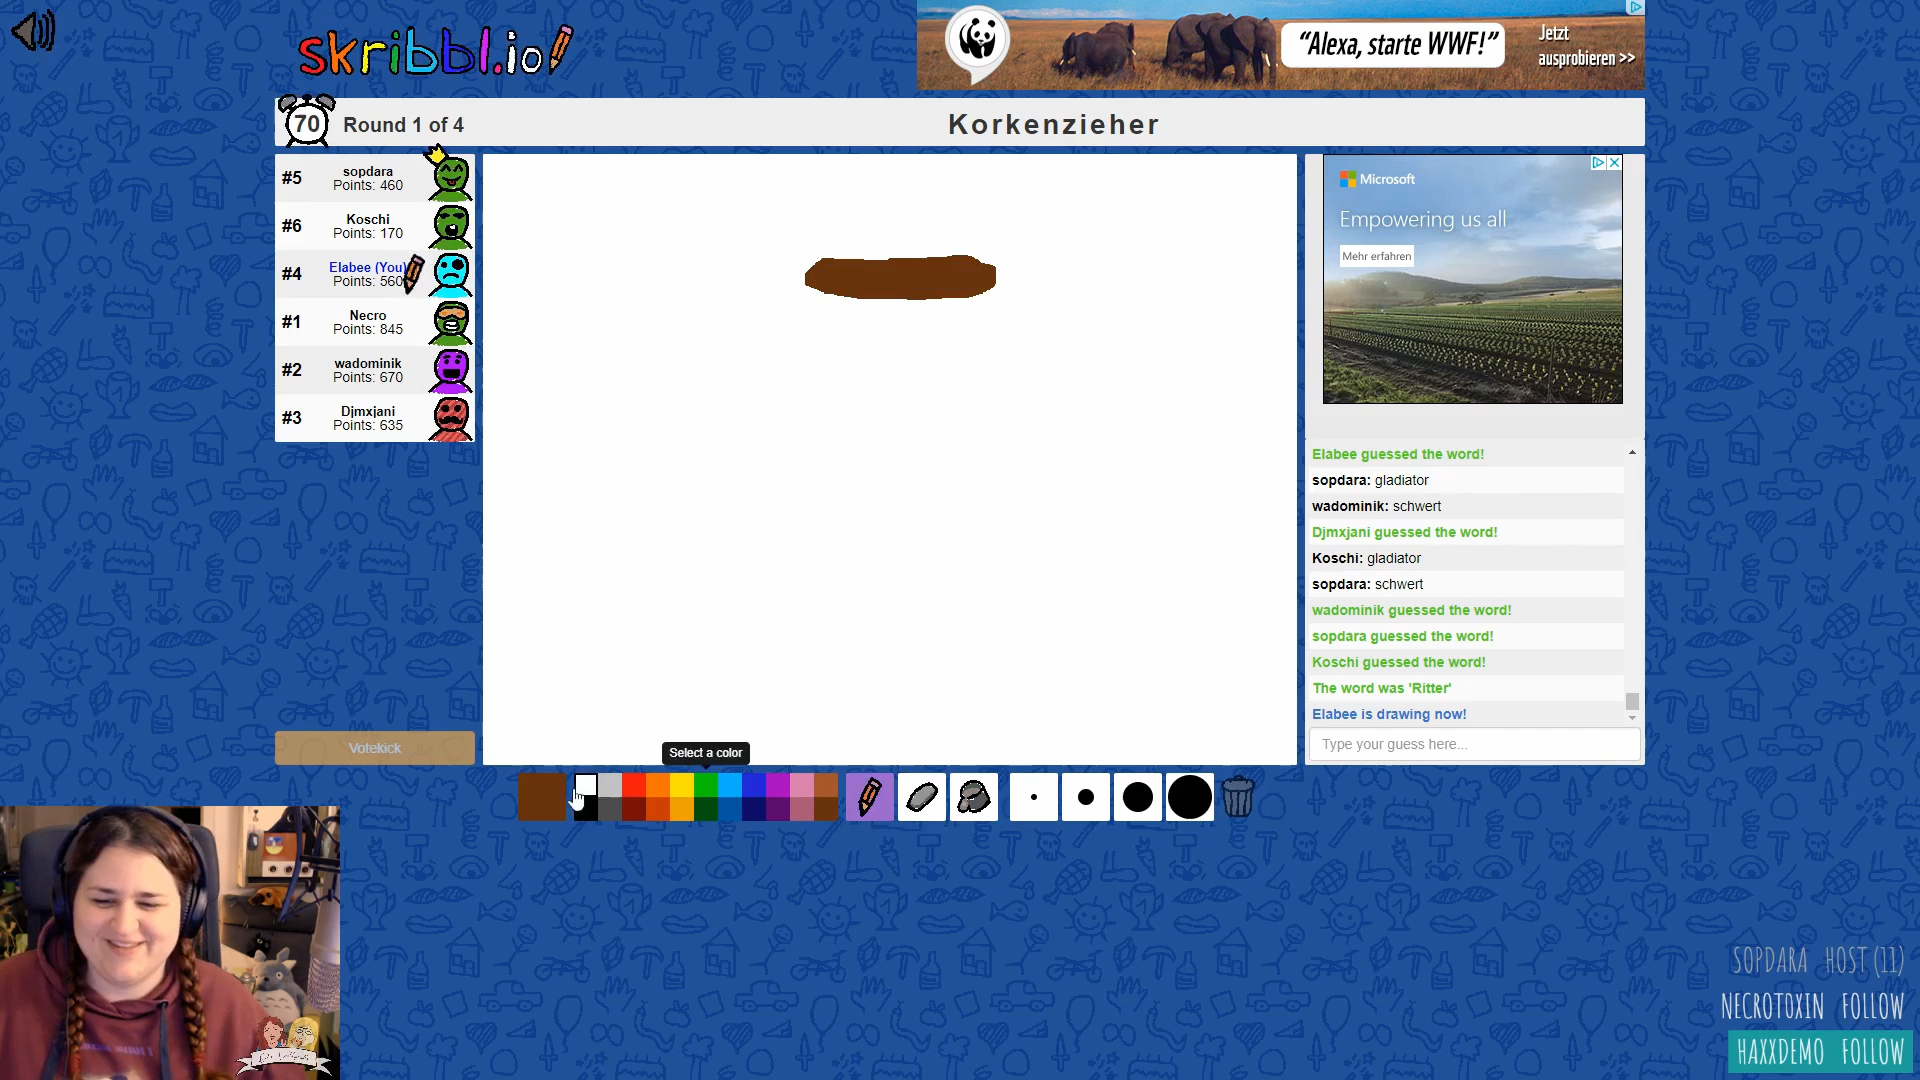 skribbl.io
"Alexa, starte WWF!"
Jetzt
ausprobieren >>
70
Round 1 of 4
Korkenzieher
#5
sopdara
Points: 460
#6
Koschi
Points: 170
#4
Elabee (You)
Points: 560
#1
Necro
Points: 845
#2
wadominik
Points: 670
#3
Djmxjani
Points: 635
Votekick
Microsoft
Empowering us all
Mehr erfahren
Elabee guessed the word!
sopdara: gladiator
wadominik: schwert
Djmxjani guessed the word!
Koschi: gladiator
sopdara: schwert
wadominik guessed the word!
sopdara guessed the word!
Koschi guessed the word!
The word was 'Ritter'
Elabee is drawing now!
Type your guess here...
Select a color
SOPDARA HOST (11)
NECROTOXIN FOLLOW
HAXXDEMO FOLLOW